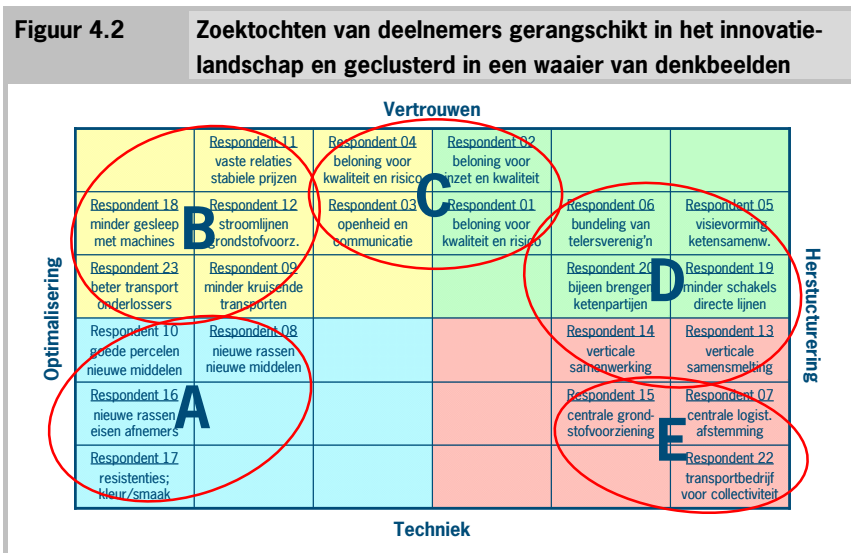 Figuur 4.2
Zoektochten van deelnemers gerangschikt in het innovatie-
landschap en geclusterd in een waaier van denkbeelden
Vertrouwen
Respondent 11
vaste relaties
stabiele prijzen
Respondent 04
beloning voor
kwaliteit en risico
Respondent 02
beloning voor
inzet en kwaliteit
Respondent 18
minder gesleep
met machines
B
Respondent 12
stroomlijnen
grondstofvoorz.
Respondent 03
openheid en
communicatie
C
Respondent 01
beloning voor
kwaliteit en risico
Respondent 06
bundeling van
telersverenig'n
Respondent 05
visievorming
ketensamenw.
Respondent 23
beter transport
onderlossers
Respondent 09
minder kruisende
transporten
Respondent 20
bijeen brengen
ketenpartijen
D
Respondent 19
minder schakels
directe lijnen
Optimalisering
Herstucturering
Respondent 10
goede percelen
nieuwe middelen
Respondent 08
nieuwe rassen
nieuwe middelen
Respondent 14
verticale
samenwerking
Respondent 13
verticale
samensmelting
Respondent 16
nieuwe rassen
eisen afnemers
A
Respondent 15
centrale grond-
stofvoorziening
E
Respondent 07
centrale logist.
afstemming
Respondent 17
resistenties;
kleur/smaak
Respondent 22
transportbedrijf
voor collectiviteit
Techniek